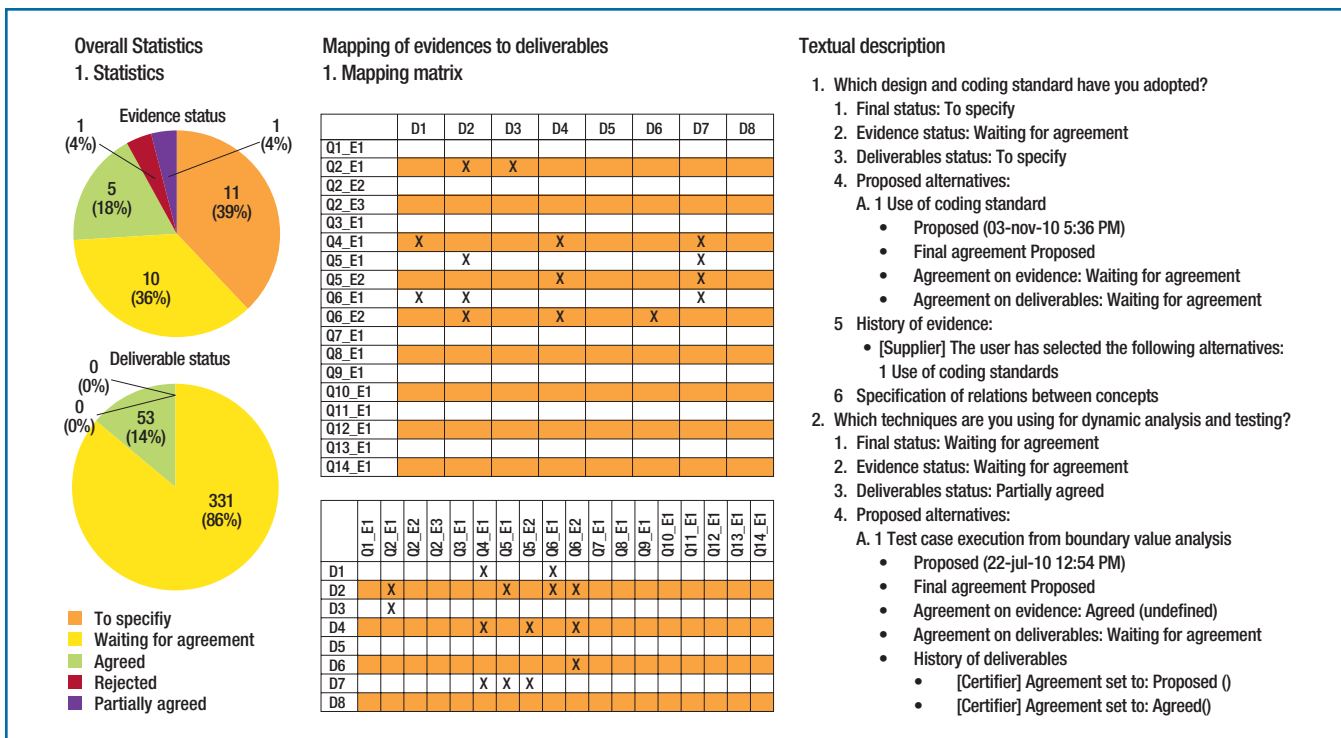 Overall Statistics
1. Statistics
Evidence status
1
(4%)
1
(4%)
5
(18%)
11
(39%)
10
(36%)
Deliverable status
0
(0%)
0
(0%)
53
(14%)
331
(86%)
To specifiy
Waiting for agreement
Agreed
Rejected
Partially agreed
Mapping of evidences to deliverables
1. Mapping matrix
D1 D2 D3 D4 D5 D6 D7 D8
Q1_E1
Q2_E1 X X
Q2_E2
Q2_E3
Q3_E1
Q4_E1 X X X
Q5_E1 X X
Q5_E2 X X
Q6_E1 X X X
Q6_E2 X X X
Q7_E1
Q8_E1
Q9_E1
Q10_E1
Q11_E1
Q12_E1
Q13_E1
Q14_E1
Q1_E1 Q2_E1 Q2_E2 Q2_E3 Q3_E1 Q4_E1 Q5_E1 Q5_E2 Q6_E1 Q6_E2 Q7_E1 Q8_E1 Q9_E1 Q10_E1 Q11_E1 Q12_E1 Q13_E1 Q14_E1
D1 X X
D2 X X X X
D3 X
D4 X X X
D5
D6 X
D7 X X X
D8
Textual description
1. Which design and coding standard have you adopted?
1. Final status: To specify
2. Evidence status: Waiting for agreement
3. Deliverables status: To specify
4. Proposed alternatives:
A. 1 Use of coding standard
• Proposed (03-nov-10 5:36 PM)
• Final agreement Proposed
• Agreement on evidence: Waiting for agreement
• Agreement on deliverables: Waiting for agreement
5 History of evidence:
• [Supplier] The user has selected the following alternatives:
1 Use of coding standards
6 Specification of relations between concepts
2. Which techniques are you using for dynamic analysis and testing?
1. Final status: Waiting for agreement
2. Evidence status: Waiting for agreement
3. Deliverables status: Partially agreed
4. Proposed alternatives:
A. 1 Test case execution from boundary value analysis
• Proposed (22-jul-10 12:54 PM)
• Final agreement Proposed
• Agreement on evidence: Agreed (undefined)
• Agreement on deliverables: Waiting for agreement
• History of deliverables
• [Certifier] Agreement set to: Proposed ()
• [Certifier] Agreement set to: Agreed()